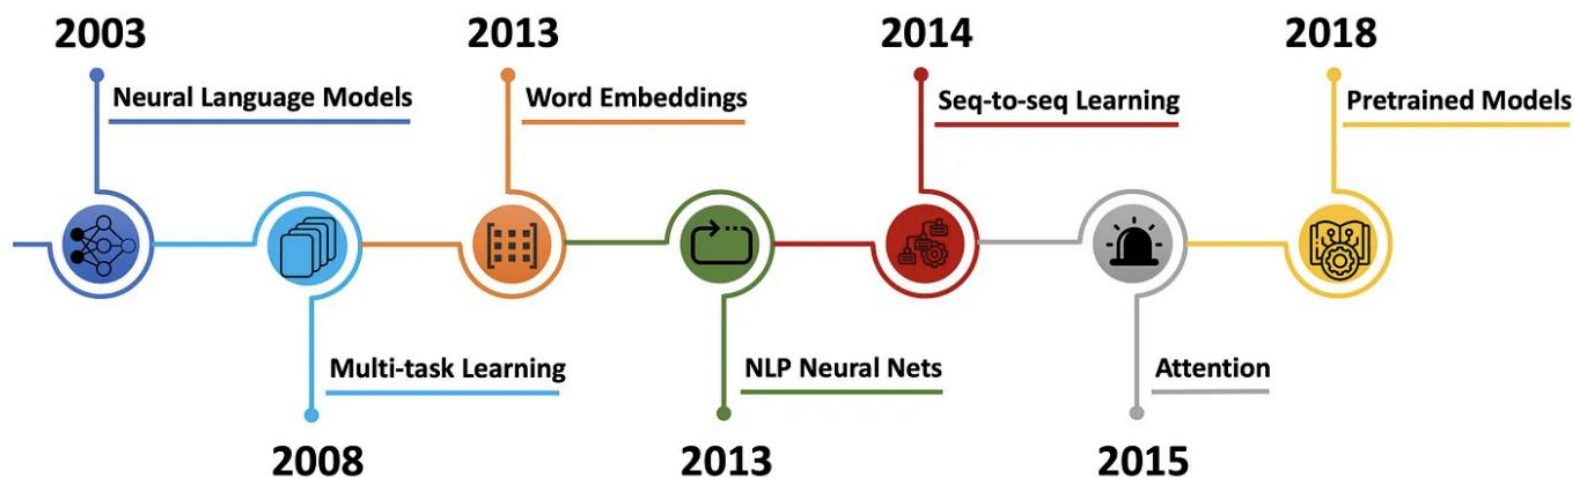 2003
Neural Language Models
2008
Multi-task Learning
2013
Word Embeddings
2013
NLP Neural Nets
2014
Seq-to-seq Learning
2015
Attention
2018
Pretrained Models